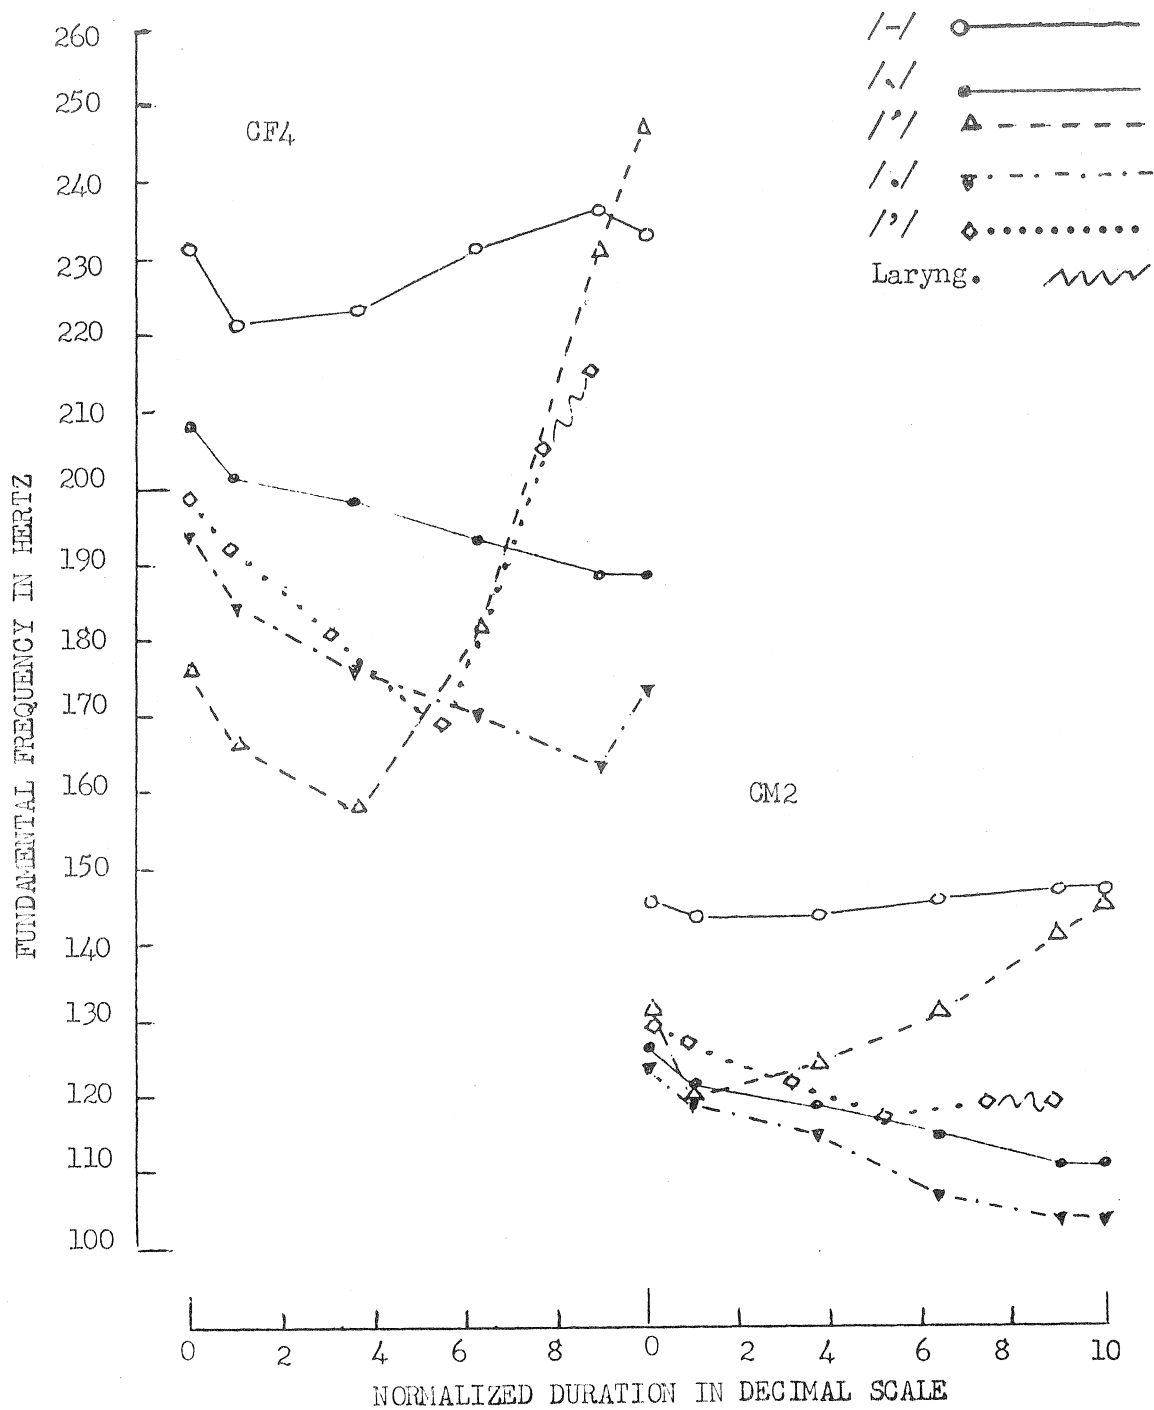 /-/
/ˎ/
/ʼ/
/./
/ʼ/
Laryng.
CF4
CM2
260
250
240
230
220
210
200
190
180
170
160
150
140
130
120
110
100
FUNDAMENTAL FREQUENCY IN HERTZ
0 2 4 6 8 0 2 4 6 8 10
NORMALIZED DURATION IN DECIMAL SCALE